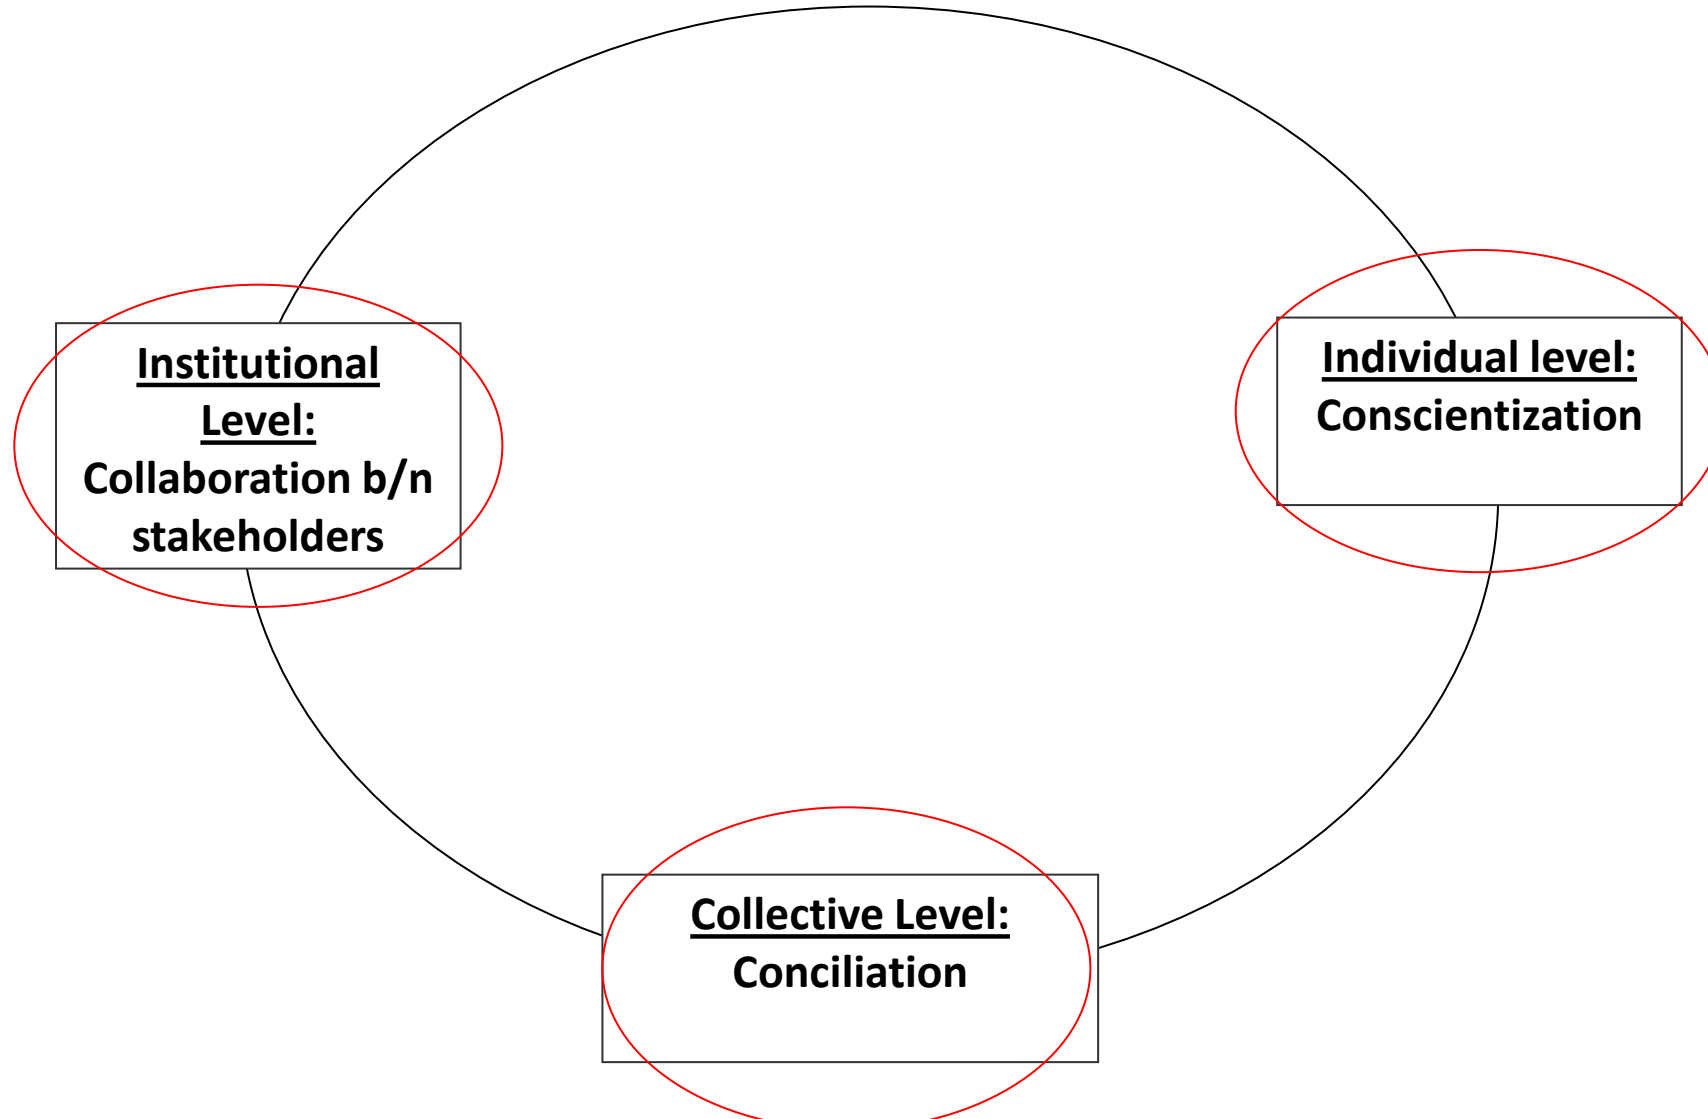 Institutional
Level:
Collaboration b/n
stakeholders
Individual level:
Conscientization
Collective Level:
Conciliation